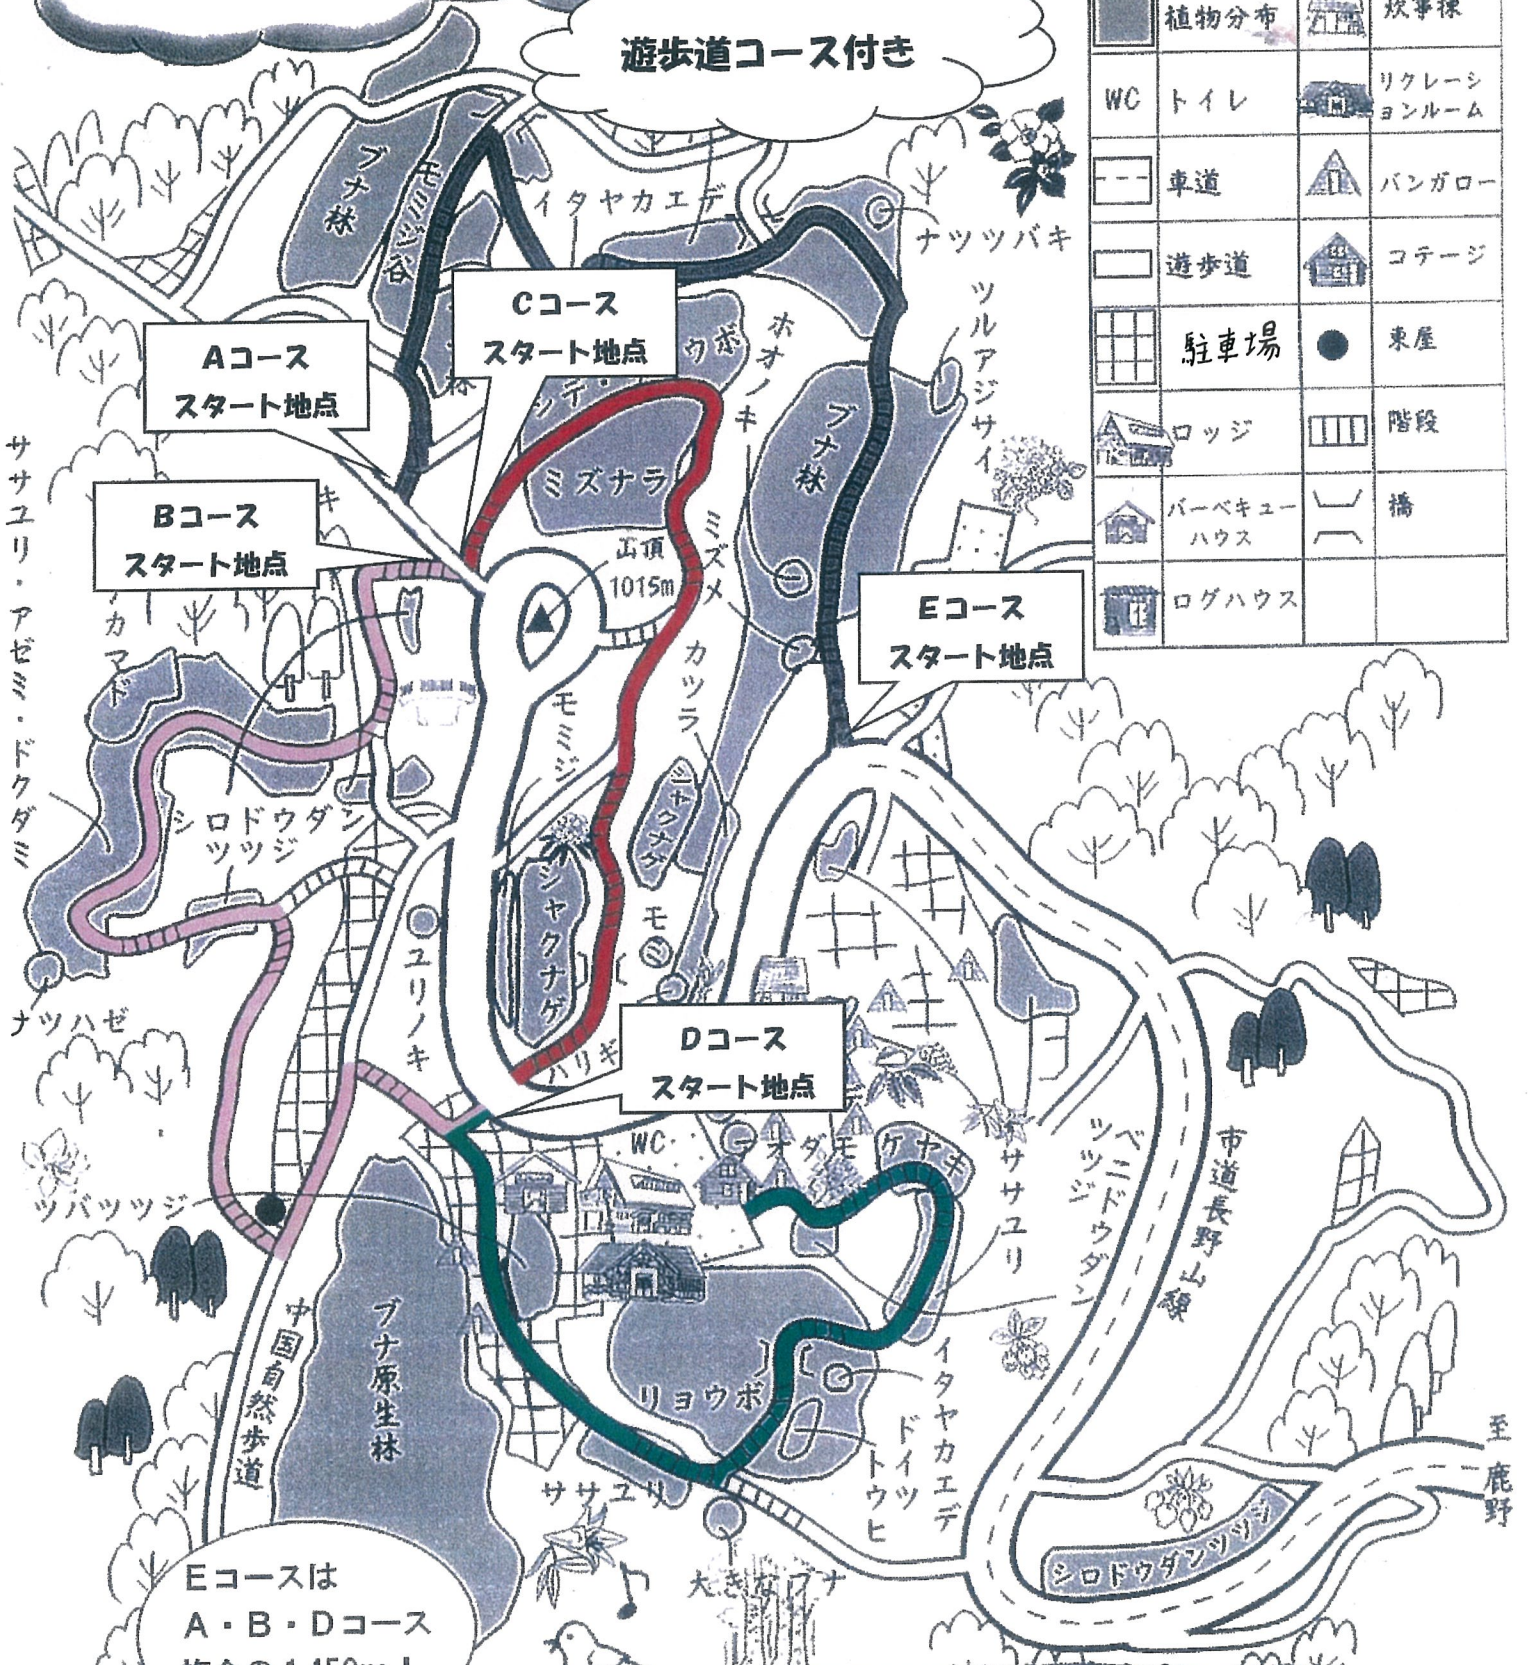 遊歩道コース付き
植物分布
炊事棟
WC
トイレ
リクレーシ
ョンルーム
車道
バンガロー
遊歩道
コテージ
駐車場
東屋
ロッジ
階段
バーベキュー
ハウス
橋
ログハウス
ブナ林
モミジ谷
イタヤカエデ
ナツツバキ
Cコース
スタート地点
Aコース
スタート地点
ウボ
ホオノキ
ツルアジサイ
林
シデ・
ミズナラ
ブナ林
Bコース
スタート地点
キ
山頂
1015m
ミズメ
Eコース
スタート地点
ササユリ・アゼミ・ドクダミ
カマド
カツラ
モミジ
シャクナゲ
シロドウダン
ツツジ
シャクナゲ
モミ
ユリノキ
ナツハゼ
ハリギ
Dコース
スタート地点
WC
アオダモ
ケヤキ
ササユリ
ベニドウダン
ツツジ
市道長野山線
ツバツツジ
中国自然歩道
ブナ原生林
リョウボ
イタヤカエデ
ドイツ
トウヒ
ササユリ
大きなブナ
シロドウダンツツジ
至鹿野
Eコースは
A・B・Dコース